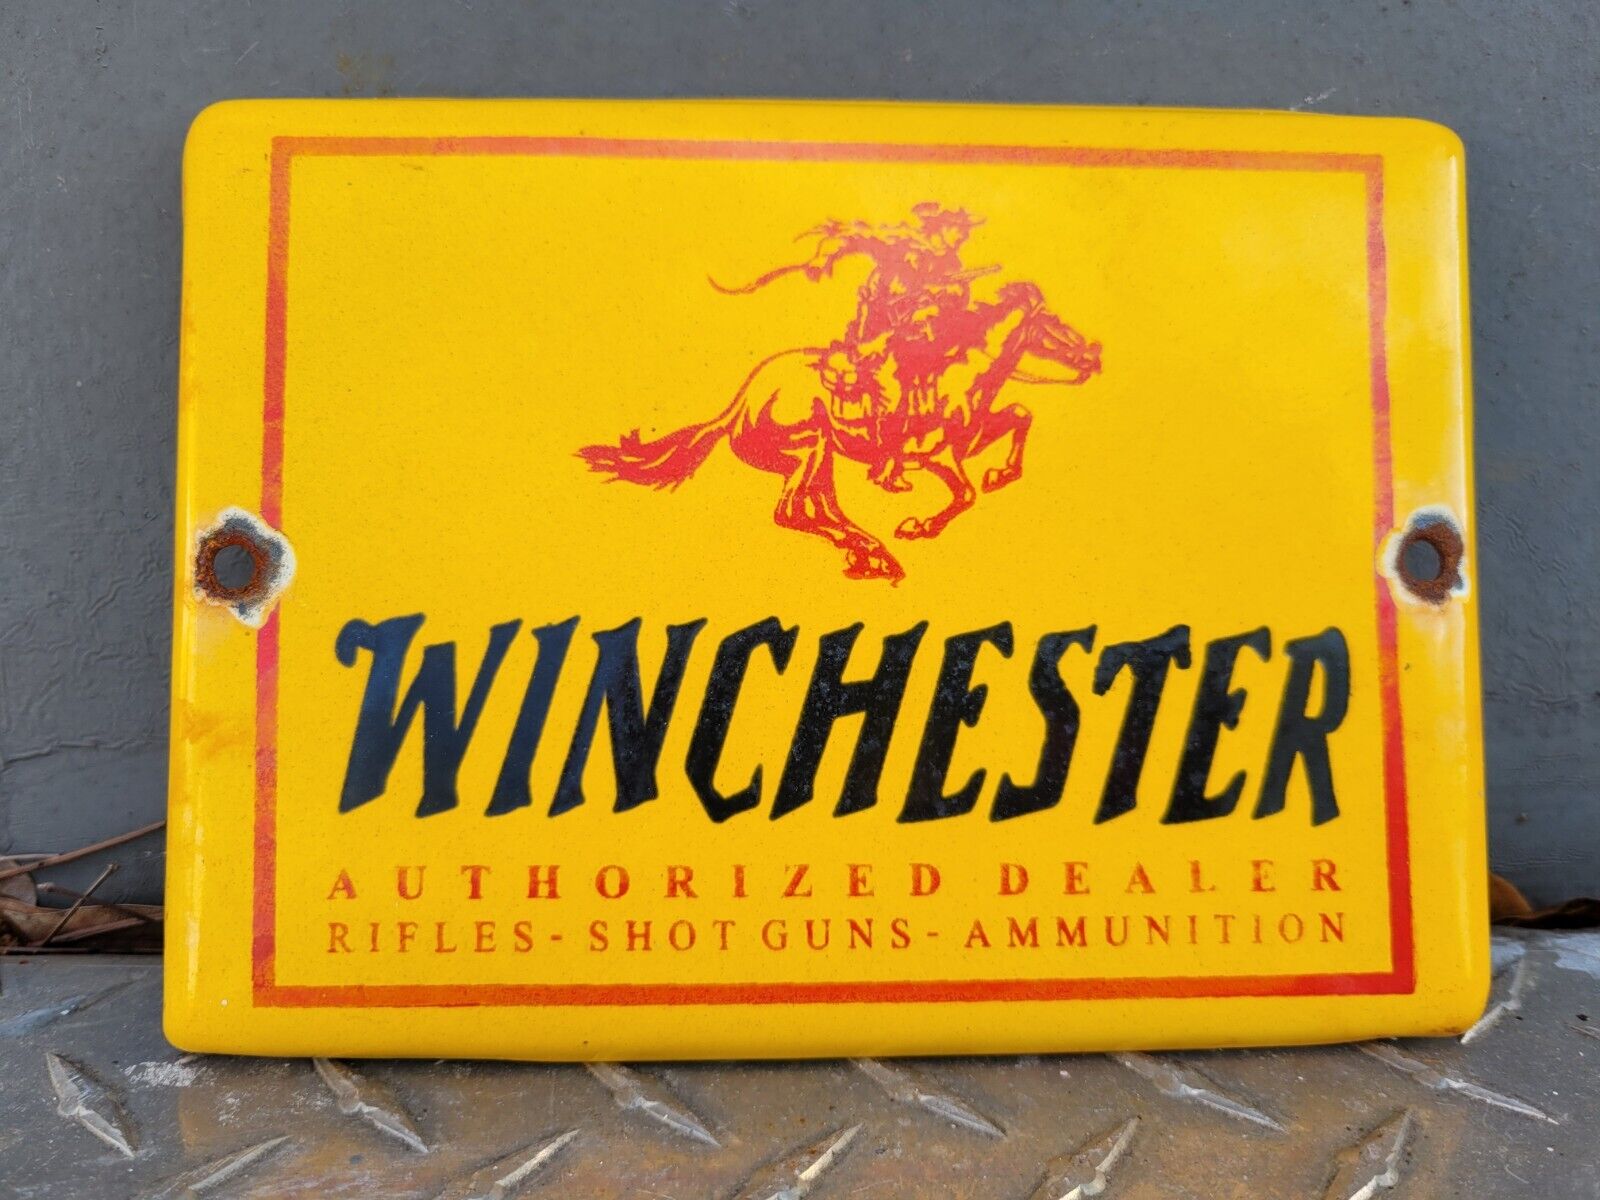 WINCHESTER
AUTHORIZED DEALER
RIFLES - SHOT GUNS - AMMUNITION